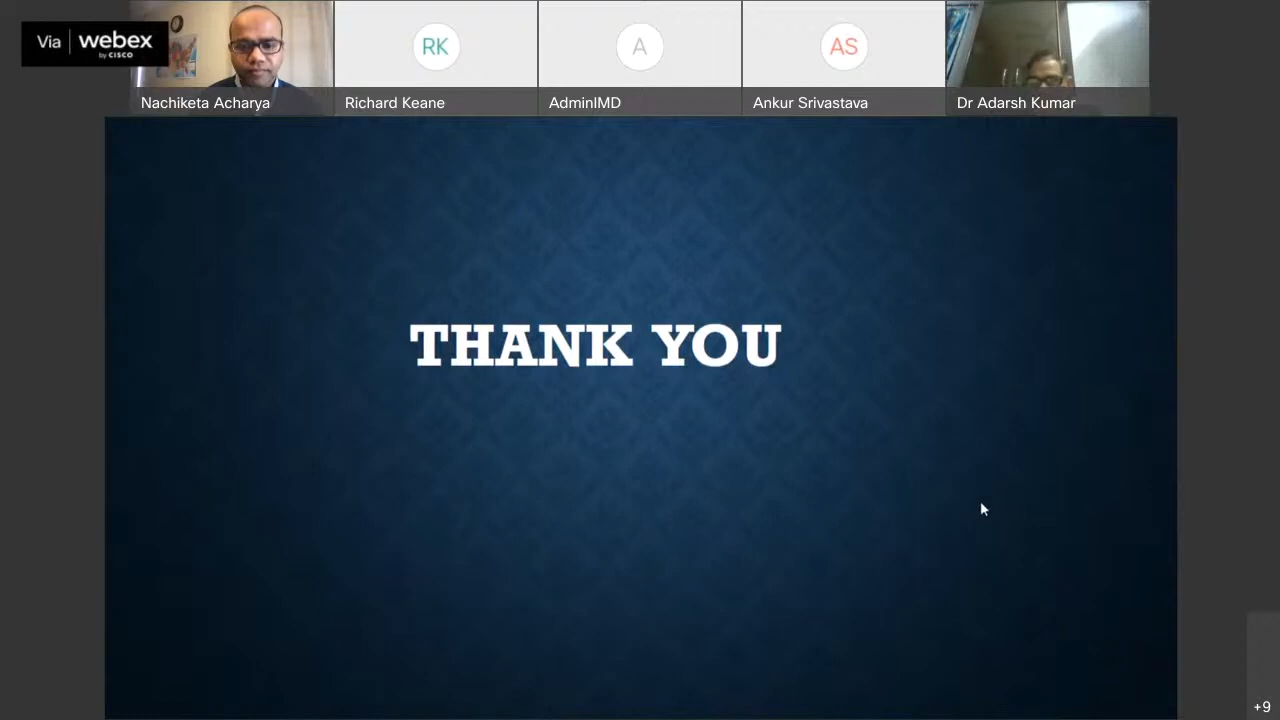 Via webex
by CISCO
RK
A
AS
Nachiketa Acharya
Richard Keane
AdminIMD
Ankur Srivastava
Dr Adarsh Kumar
THANK YOU
+9